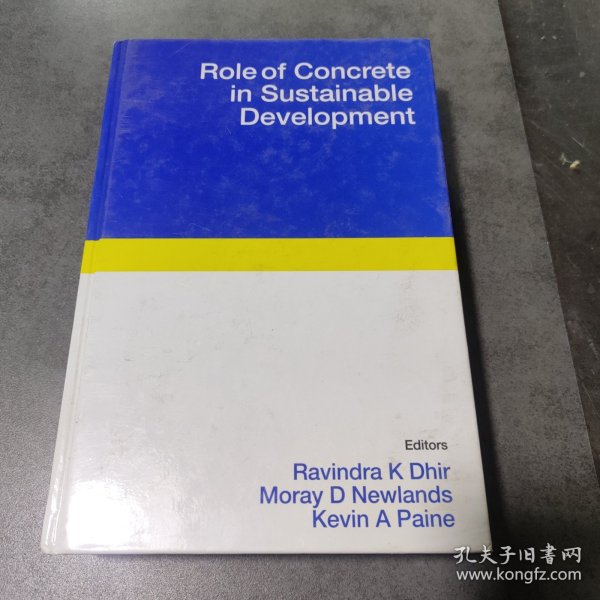 Role of Concrete
in Sustainable
Development
Editors
Ravindra K Dhir
Moray D Newlands
Kevin A Paine
孔夫子旧書网
www.kongfz.com